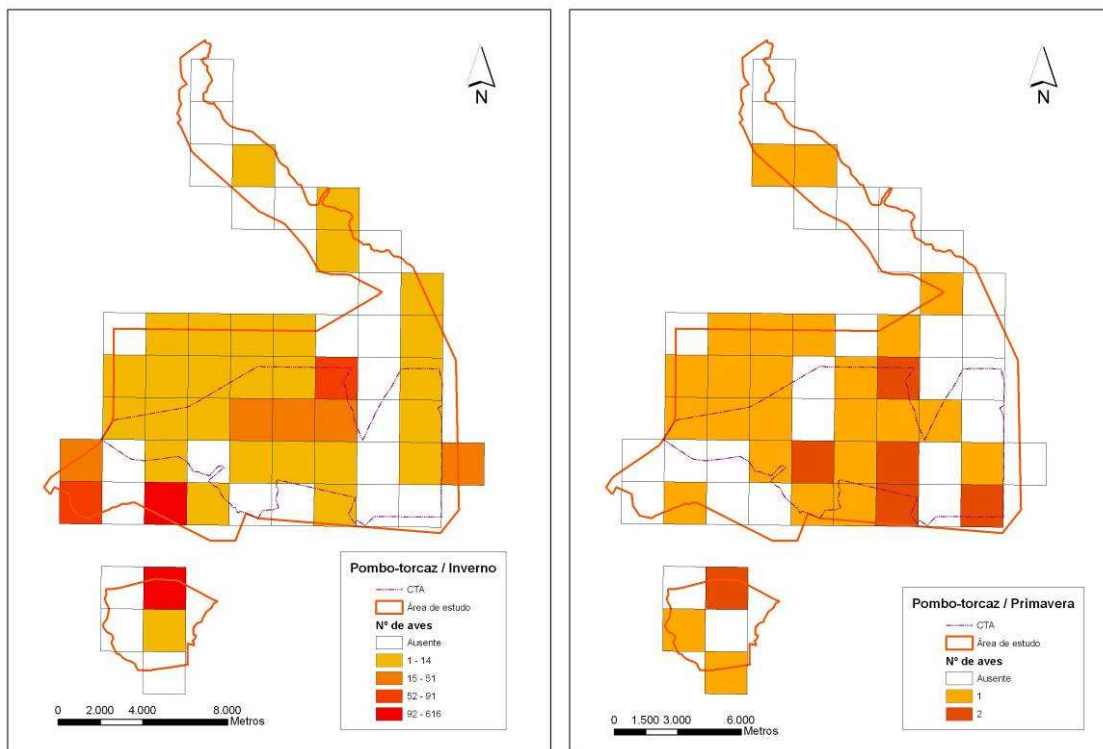 N
Pombo-torcaz / Inverno
CTA
Área de estudo
Nº de aves
Ausente
1 - 14
15 - 51
52 - 91
92 - 616
0 2.000 4.000 8.000
Metros
N
Pombo-torcaz / Primavera
CTA
Área de estudo
Nº de aves
Ausente
1
2
0 1.500 3.000 6.000
Metros